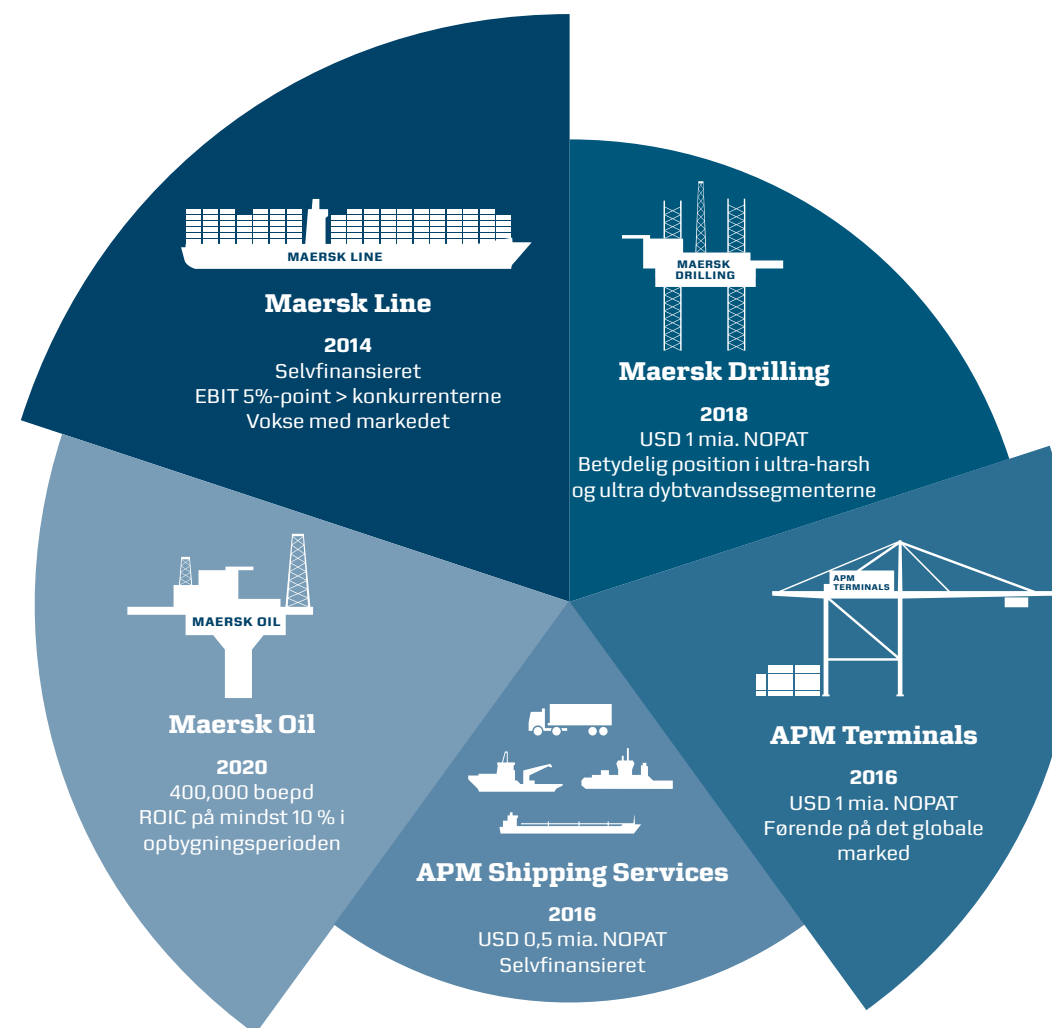 MAERSK LINE
Maersk Line
2014
Selvfinansieret
EBIT 5%-point > konkurrenterne
Vokse med markedet
MAERSK
DRILLING
Maersk Drilling
2018
USD 1 mia. NOPAT
Betydelig position i ultra-harsh
og ultra dybtvandssegmenterne
APM
TERMINALS
APM Terminals
2016
USD 1 mia. NOPAT
Førende på det globale
marked
APM Shipping Services
2016
USD 0,5 mia. NOPAT
Selvfinansieret
MAERSK OIL
Maersk Oil
2020
400,000 boepd
ROIC på mindst 10 % i
opbygningsperioden